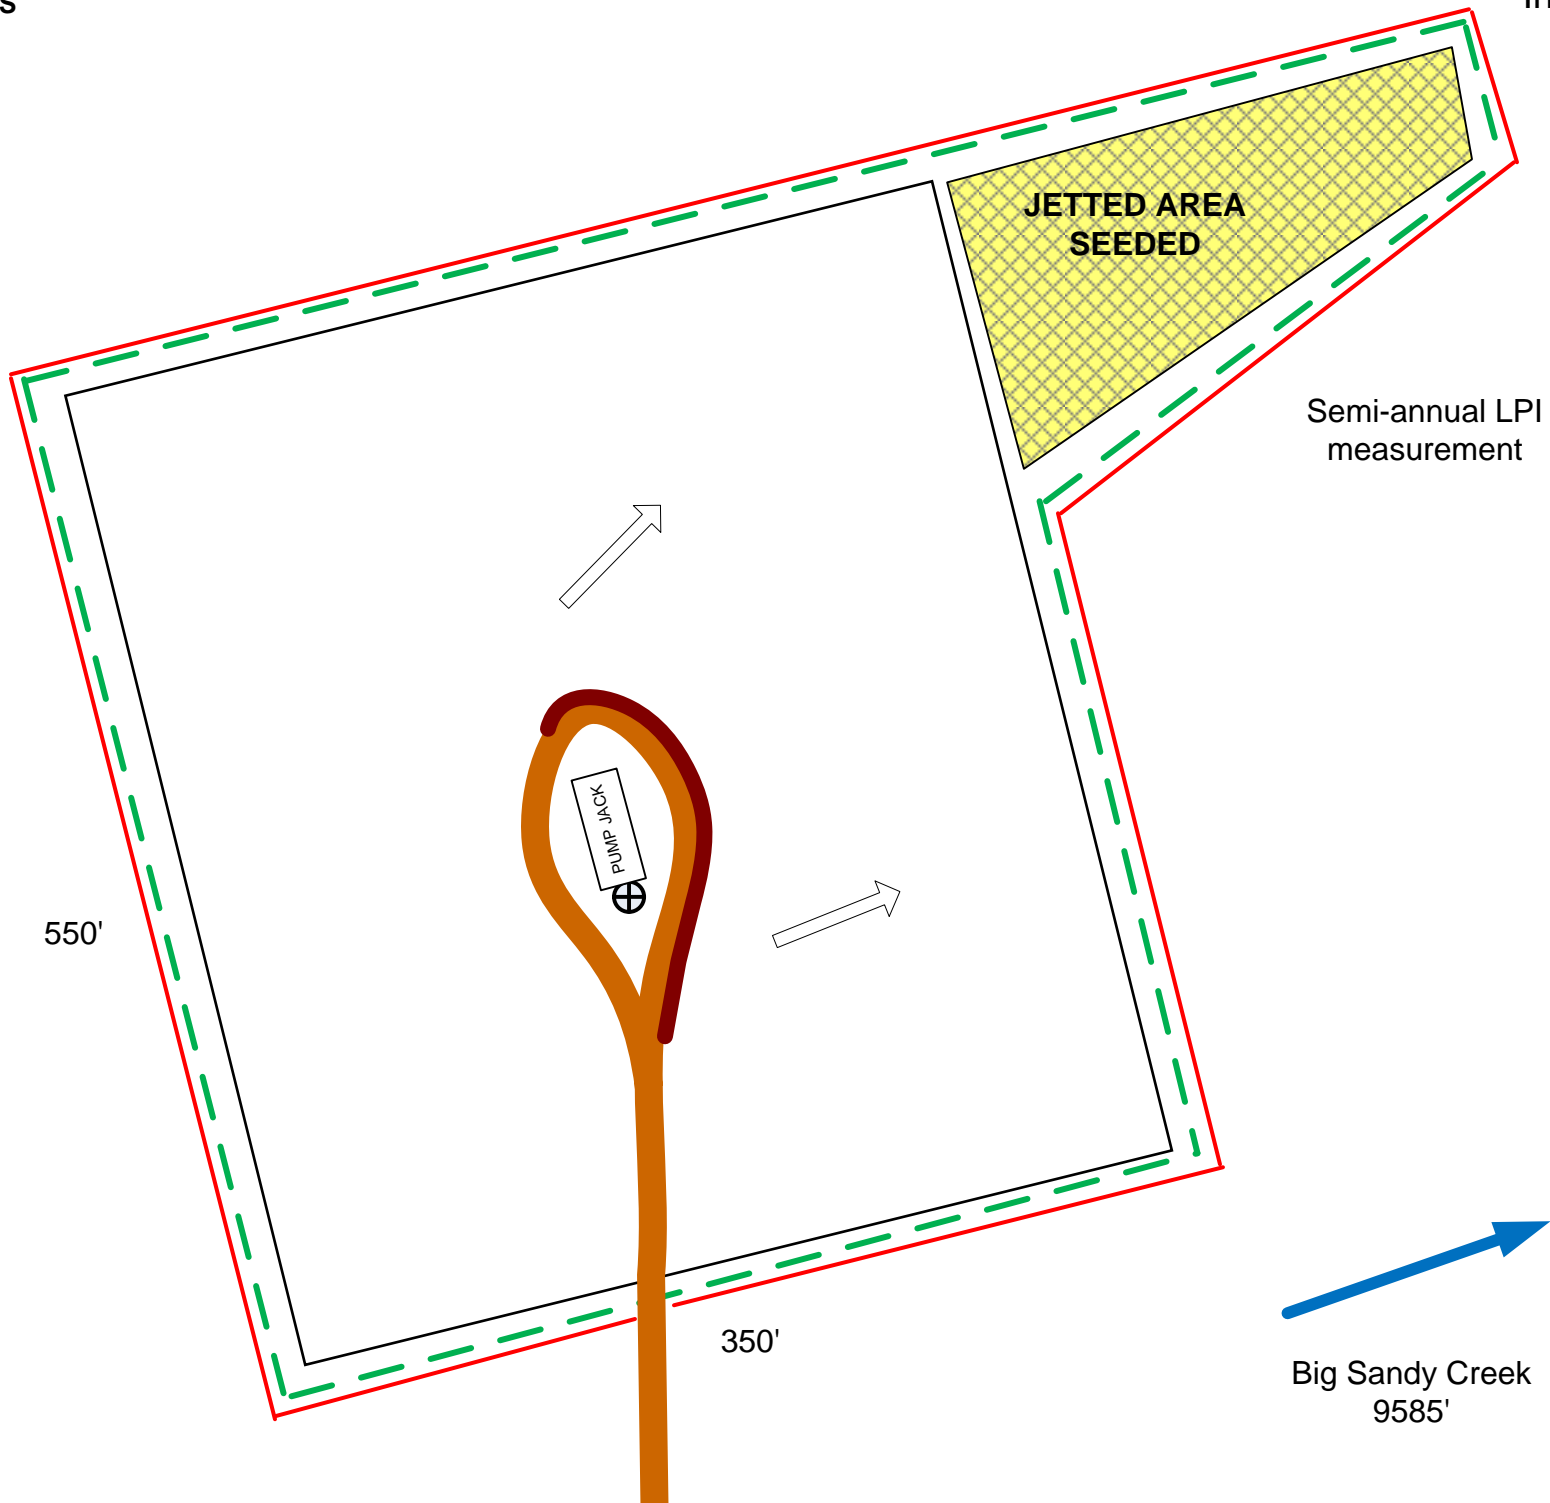 s
JETTED AREA
SEEDED
Semi-annual LPI
measurement
PUMP JACK
550'
350'
Big Sandy Creek
9585'